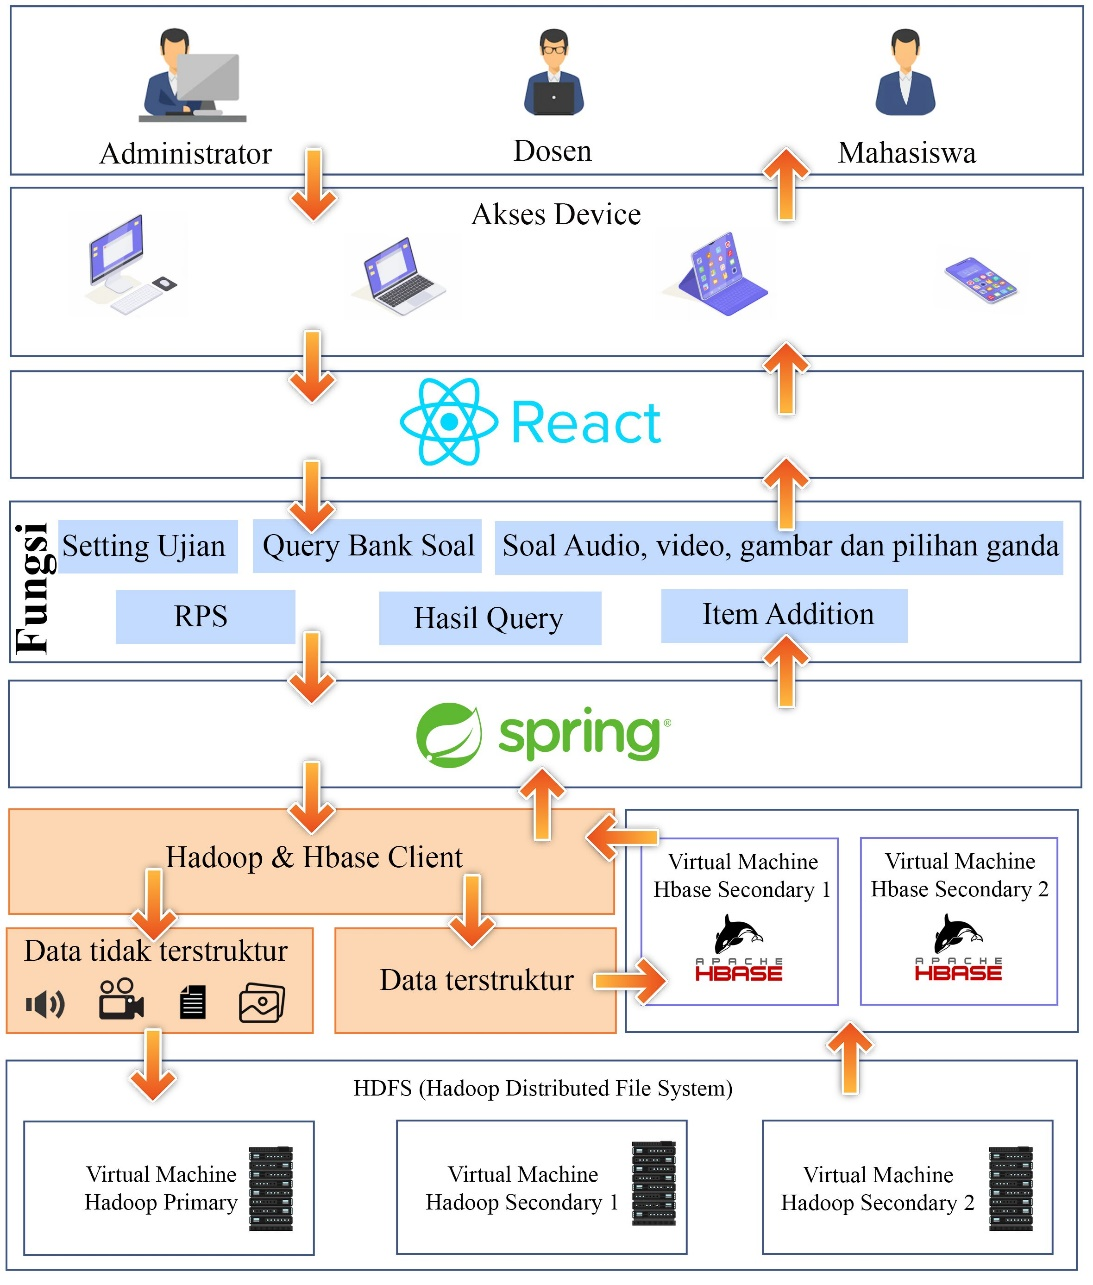 Administrator
Dosen
Mahasiswa
Akses Device
React
Fungsi
Setting Ujian
Query Bank Soal
Soal Audio, video, gambar dan pilihan ganda
RPS
Hasil Query
Item Addition
spring®
Hadoop & Hbase Client
Data tidak terstruktur
Data terstruktur
Virtual Machine
Hbase Secondary 1
APACHE
HBASE
Virtual Machine
Hbase Secondary 2
APACHE
HBASE
HDFS (Hadoop Distributed File System)
Virtual Machine
Hadoop Primary
Virtual Machine
Hadoop Secondary 1
Virtual Machine
Hadoop Secondary 2